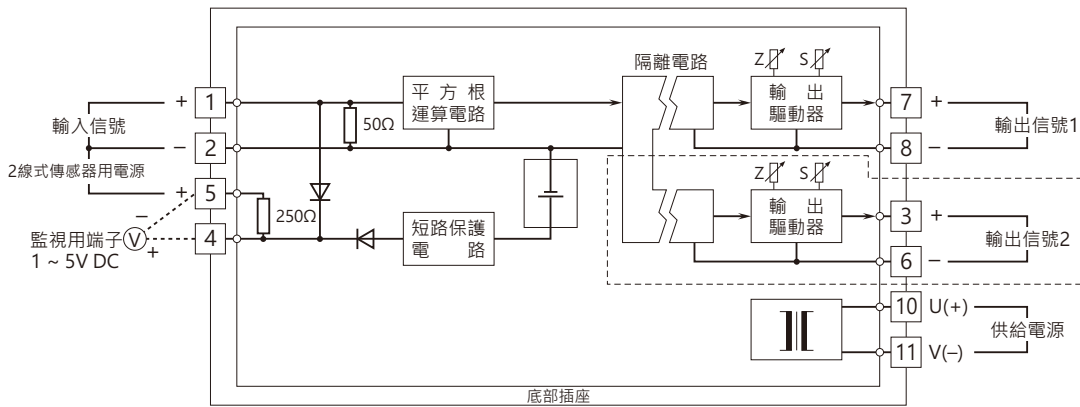 輸入信號
2線式傳感器用電源
監視用端子
1 ~ 5V DC
V
+
–
+
–
+
1
2
5
4
50Ω
250Ω
平 方 根
運算電路
短路保護
電 路
隔離電路
Z
S
輸 出
驅動器
Z
S
輸 出
驅動器
7
8
3
6
10
11
+
–
+
–
U(+)
V(–)
輸出信號1
輸出信號2
供給電源
底部插座